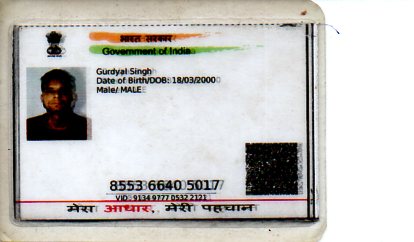 भारत सरकार
Government of India
Gurdyal Singh
Date of Birth/DOB: 18/03/2000
Male/ MALE
8553 6640 5017
VID: 9134 9777 0532
मेरा आधार, मेरी पहचान